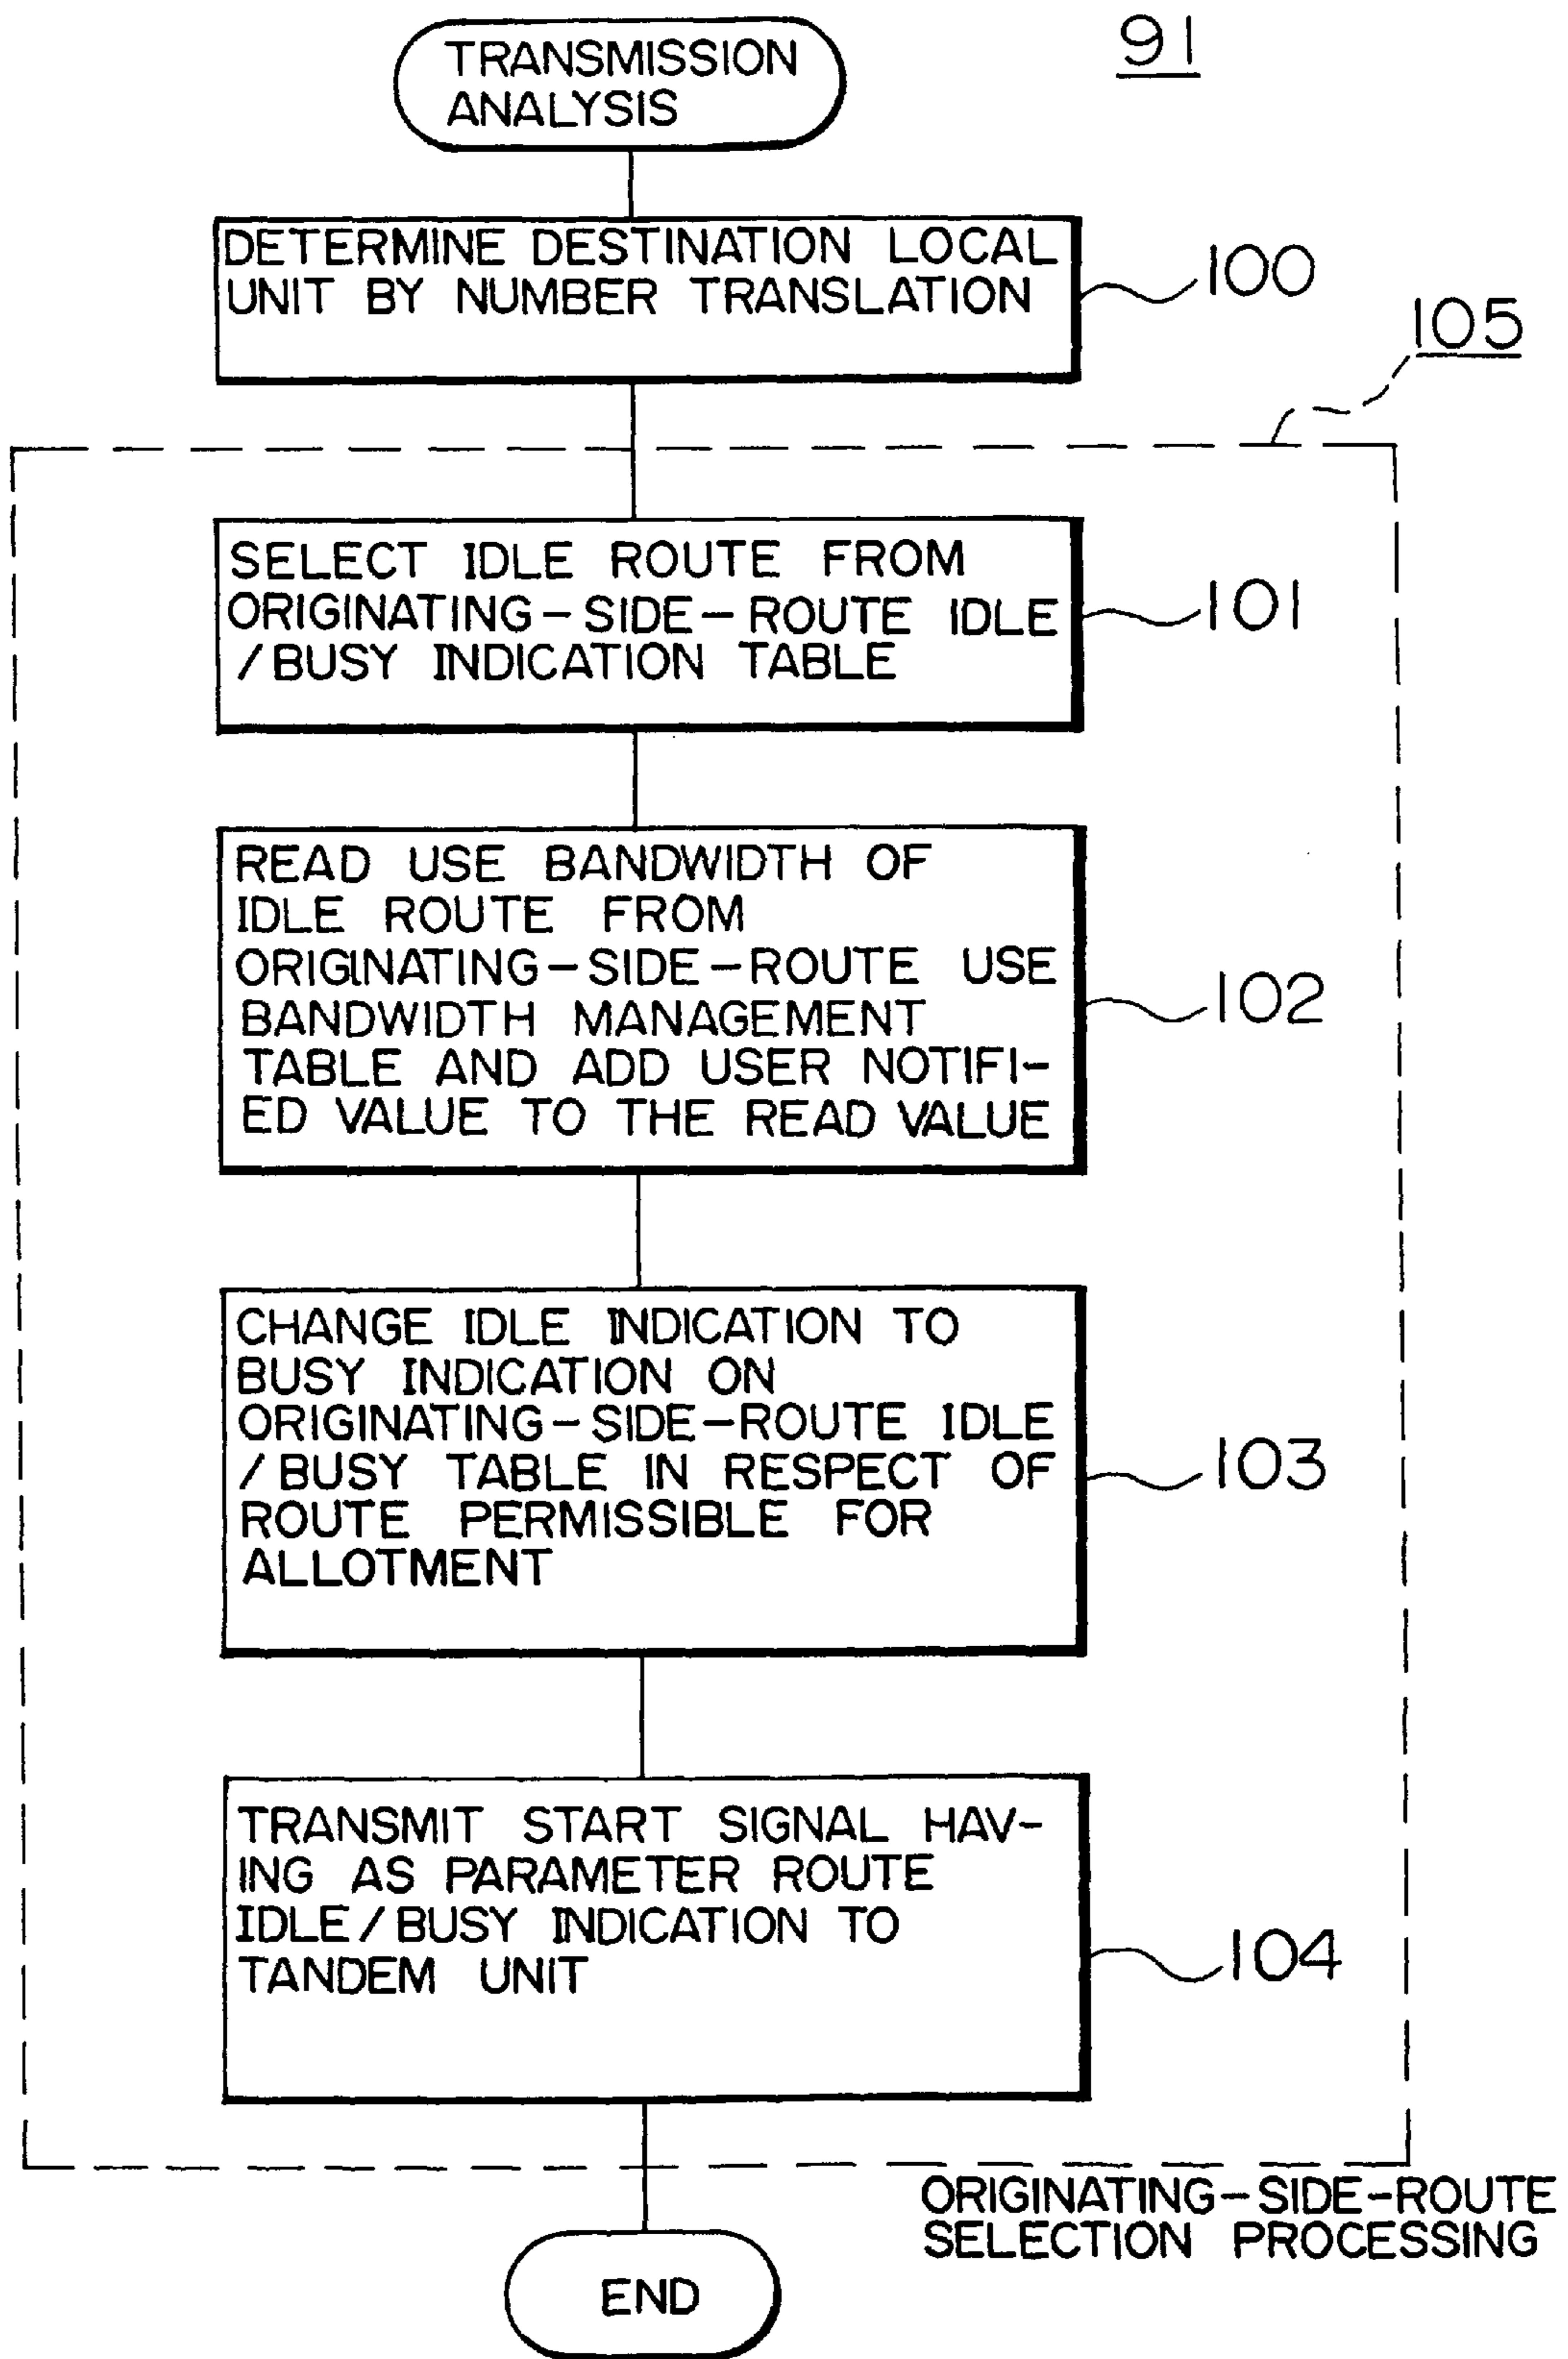 TRANSMISSION
ANALYSIS
91
DETERMINE DESTINATION LOCAL
UNIT BY NUMBER TRANSLATION
100
105
SELECT IDLE ROUTE FROM
ORIGINATING-SIDE-ROUTE IDLE
/BUSY INDICATION TABLE
101
READ USE BANDWIDTH OF
IDLE ROUTE FROM
ORIGINATING-SIDE-ROUTE USE
BANDWIDTH MANAGEMENT
TABLE AND ADD USER NOTIFI-
ED VALUE TO THE READ VALUE
102
CHANGE IDLE INDICATION TO
BUSY INDICATION ON
ORIGINATING-SIDE-ROUTE IDLE
/BUSY TABLE IN RESPECT OF
ROUTE PERMISSIBLE FOR
ALLOTMENT
103
TRANSMIT START SIGNAL HAV-
ING AS PARAMETER ROUTE
IDLE/BUSY INDICATION TO
TANDEM UNIT
104
ORIGINATING-SIDE-ROUTE
SELECTION PROCESSING
END